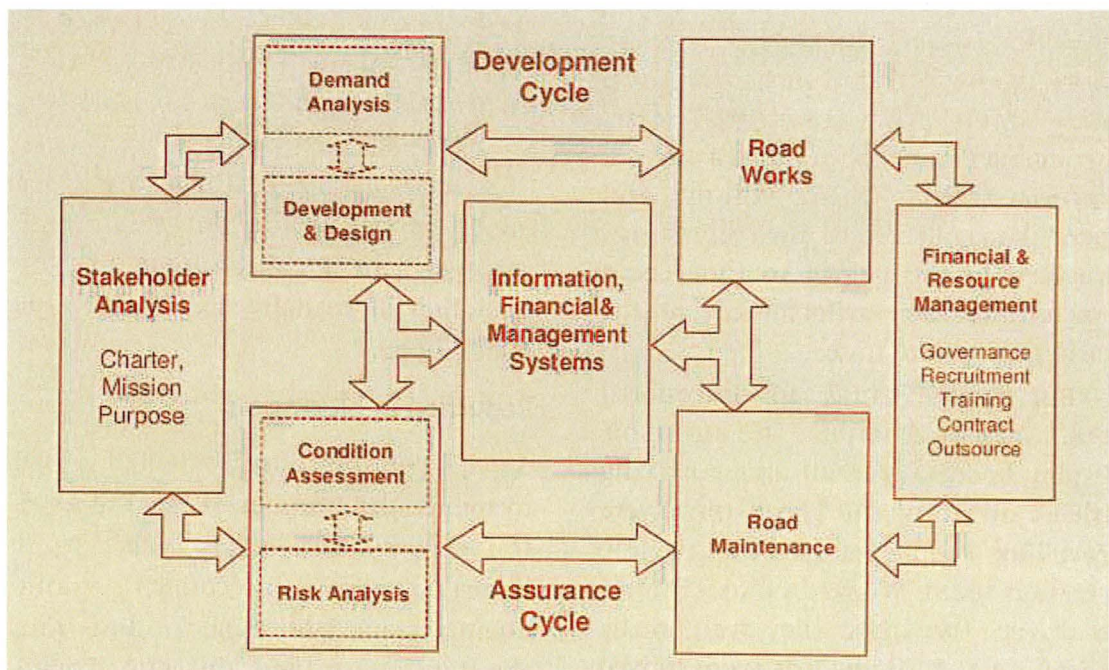 Demand
Analysis
Development
& Design
Development
Cycle
Road
Works
Stakeholder
Analysis
Charter,
Mission
Purpose
Information,
Financial&
Management
Systems
Financial &
Resource
Management
Governance
Recruitment
Training
Contract
Outsource
Condition
Assessment
Risk Analysis
Assurance
Cycle
Road
Maintenance